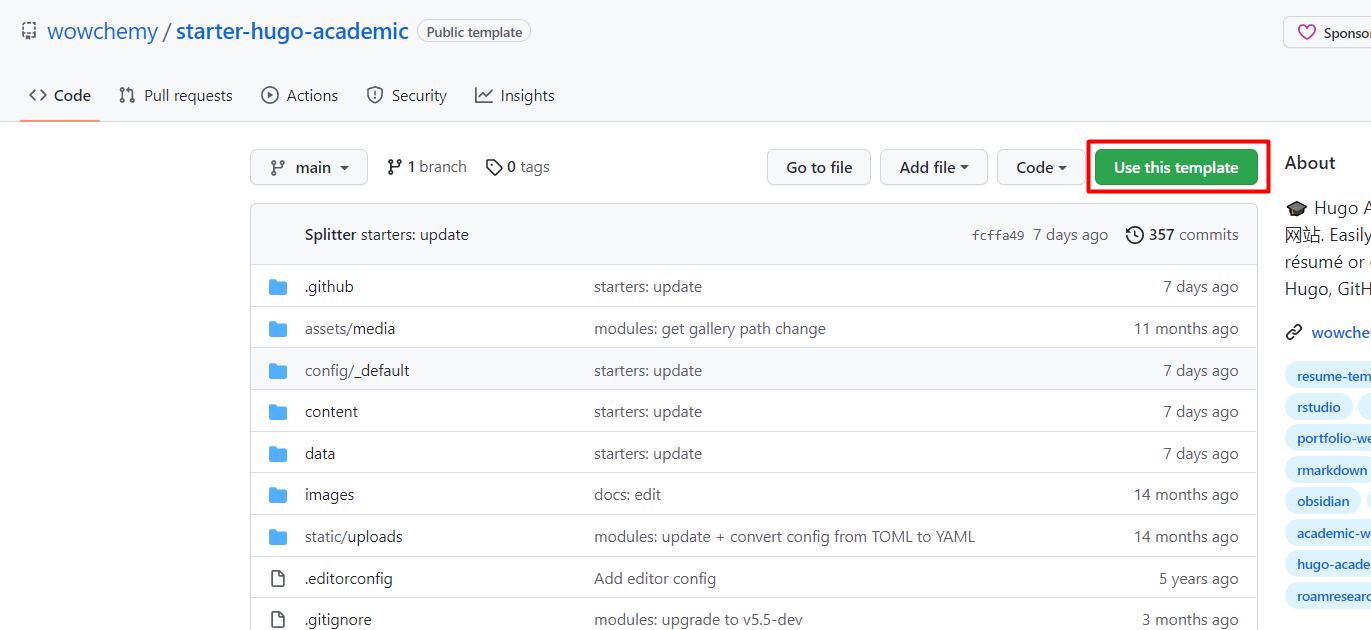 wowchemy / starter-hugo-academic Public template
Sponso
Code Pull requests Actions Security Insights
main 1 branch 0 tags Go to file Add file Code Use this template
About
Hugo A
网站. Easily
résumé or
Hugo, GitH
wowche
resume-tem
rstudio
portfolio-we
rmarkdown
obsidian
academic-w
hugo-acade
roamresearc
Splitter starters: update fcffa49 7 days ago 357 commits
.github starters: update 7 days ago
assets/media modules: get gallery path change 11 months ago
config/_default starters: update 7 days ago
content starters: update 7 days ago
data starters: update 7 days ago
images docs: edit 14 months ago
static/uploads modules: update + convert config from TOML to YAML 14 months ago
.editorconfig Add editor config 5 years ago
.gitignore modules: upgrade to v5.5-dev 3 months ago